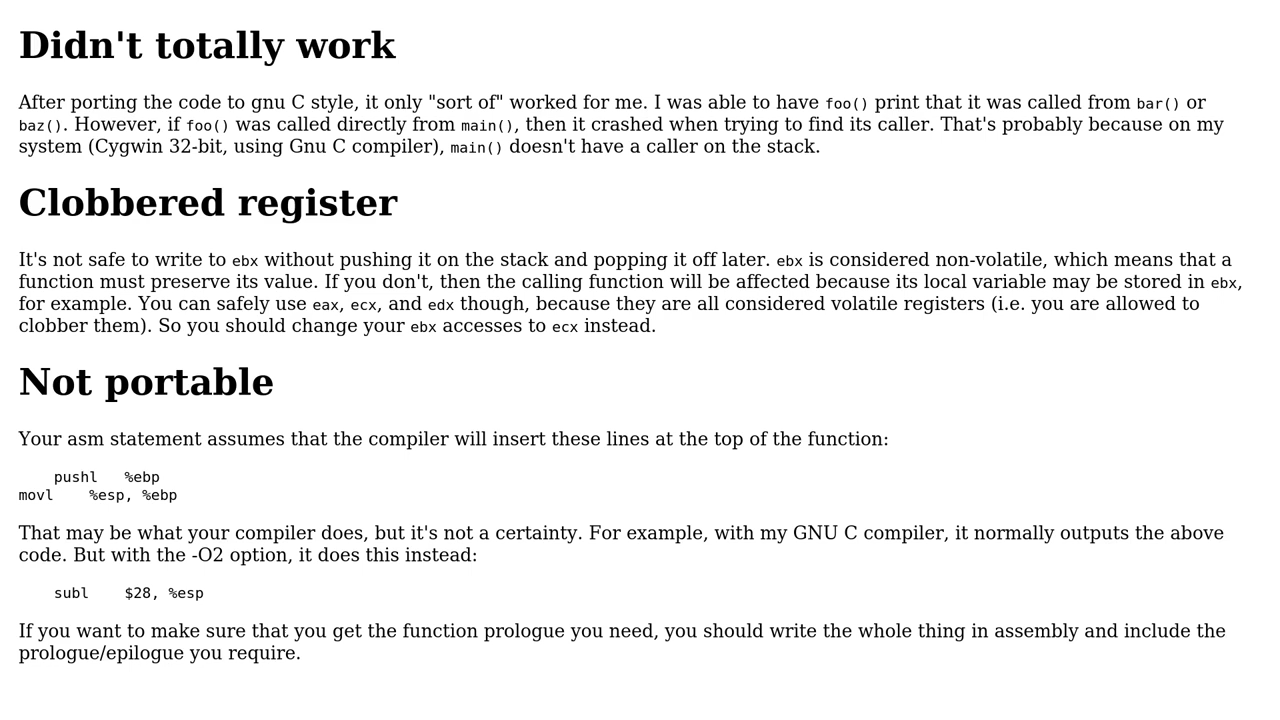 Didn't totally work
After porting the code to gnu C style, it only "sort of" worked for me. I was able to have foo() print that it was called from bar() or
baz(). However, if foo() was called directly from main(), then it crashed when trying to find its caller. That's probably because on my
system (Cygwin 32-bit, using Gnu C compiler), main() doesn't have a caller on the stack.
Clobbered register
It's not safe to write to ebx without pushing it on the stack and popping it off later. ebx is considered non-volatile, which means that a
function must preserve its value. If you don't, then the calling function will be affected because its local variable may be stored in ebx,
for example. You can safely use eax, ecx, and edx though, because they are all considered volatile registers (i.e. you are allowed to
clobber them). So you should change your ebx accesses to ecx instead.
Not portable
Your asm statement assumes that the compiler will insert these lines at the top of the function:
    pushl   %ebp
movl    %esp, %ebp
That may be what your compiler does, but it's not a certainty. For example, with my GNU C compiler, it normally outputs the above
code. But with the -O2 option, it does this instead:
    subl    $28, %esp
If you want to make sure that you get the function prologue you need, you should write the whole thing in assembly and include the
prologue/epilogue you require.